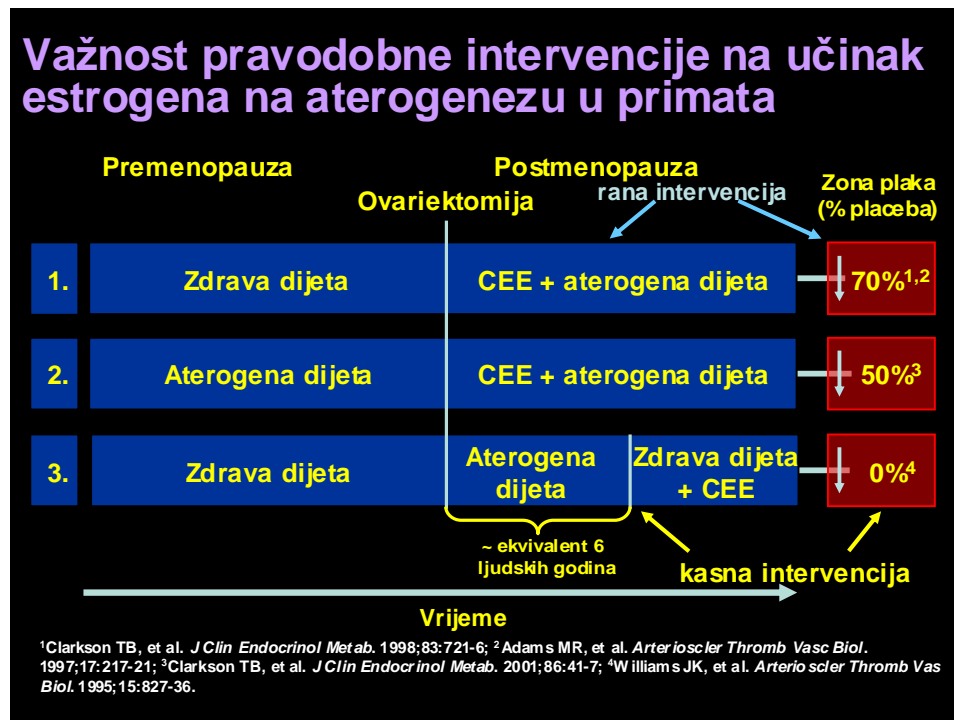 Važnost pravodobne intervencije na učinak
estrogena na aterogenezu u primata
Premenopauza
Postmenopauza
Ovariektomija
rana intervencija
Zona plaka
(% placeba)
1.
Zdrava dijeta
CEE + aterogena dijeta
70%1,2
2.
Aterogena dijeta
CEE + aterogena dijeta
50%3
3.
Zdrava dijeta
Aterogena
dijeta
Zdrava dijeta
+ CEE
0%4
~ ekvivalent 6
ljudskih godina
kasna intervencija
Vrijeme
1Clarkson TB, et al. J Clin Endocrinol Metab. 1998;83:721-6; 2Adams MR, et al. Arterioscler Thromb Vasc Biol.
1997;17:217-21; 3Clarkson TB, et al. J Clin Endocrinol Metab. 2001;86:41-7; 4Williams JK, et al. Arterioscler Thromb Vas
Biol. 1995;15:827-36.